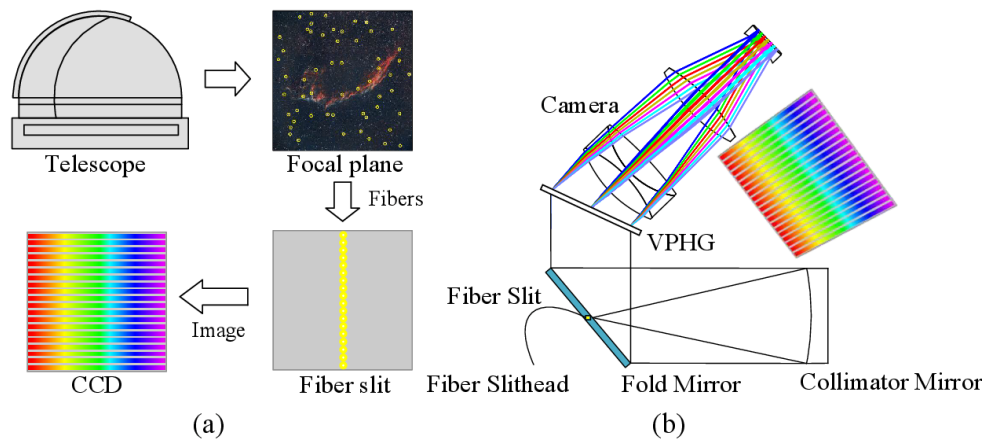 Telescope
Focal plane
Fibers
Image
CCD
Fiber slit
(a)
Camera
VPHG
Fiber Slit
Fiber Slithead
Fold Mirror
Collimator Mirror
(b)